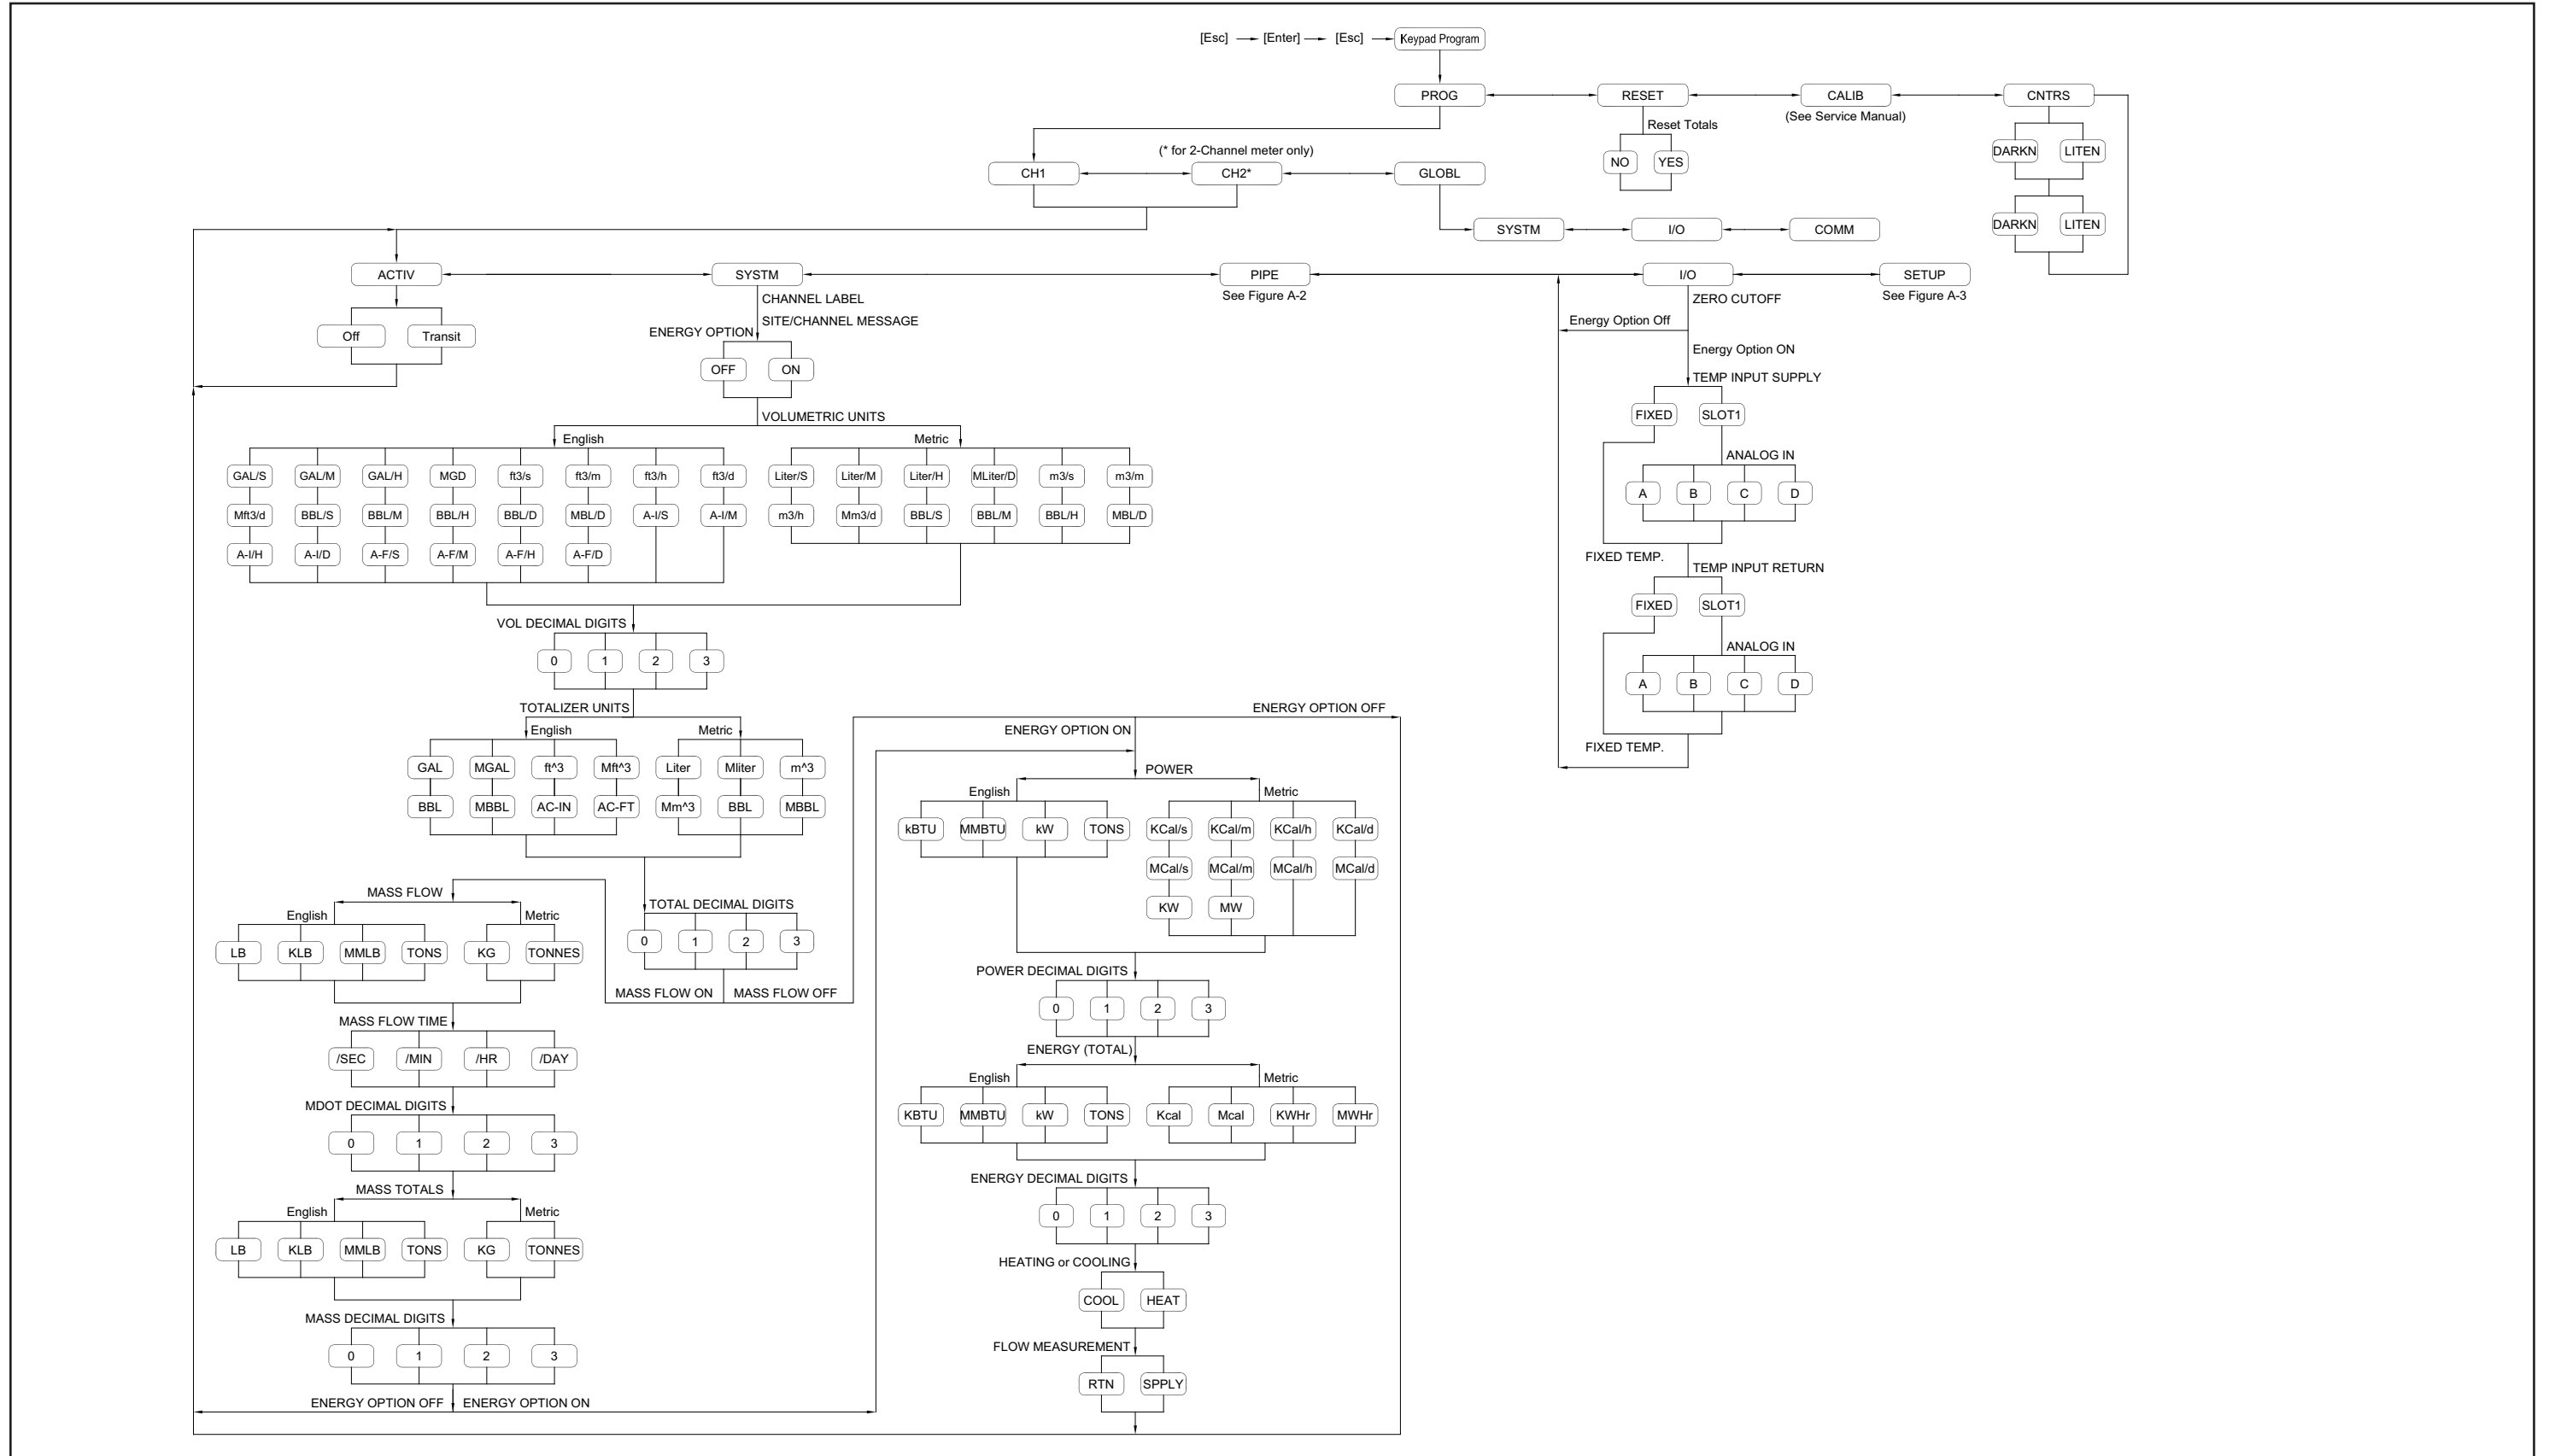 [Esc] [Enter] [Esc] Keypad Program
PROG RESET CALIB CNTRS
(See Service Manual)
Reset Totals
NO YES
DARKN LITEN
DARKN LITEN
(* for 2-Channel meter only)
CH1 CH2* GLOBL
SYSTM I/O COMM
ACTIV SYSTM PIPE I/O SETUP
See Figure A-2 See Figure A-3
Off Transit
CHANNEL LABEL
SITE/CHANNEL MESSAGE
ENERGY OPTION
OFF ON
VOLUMETRIC UNITS
English Metric
GAL/S GAL/M GAL/H MGD ft3/s ft3/m ft3/h ft3/d Liter/S Liter/M Liter/H MLiter/D m3/s m3/m
Mft3/d BBL/S BBL/M BBL/H BBL/D MBL/D A-I/S A-I/M m3/h Mm3/d BBL/S BBL/M BBL/H MBL/D
A-I/H A-I/D A-F/S A-F/M A-F/H A-F/D
VOL DECIMAL DIGITS
0 1 2 3
TOTALIZER UNITS
English Metric
GAL MGAL ft^3 Mft^3 Liter Mliter m^3
BBL MBBL AC-IN AC-FT Mm^3 BBL MBBL
TOTAL DECIMAL DIGITS
0 1 2 3
MASS FLOW ON MASS FLOW OFF
MASS FLOW
English Metric
LB KLB MMLB TONS KG TONNES
MASS FLOW TIME
/SEC /MIN /HR /DAY
MDOT DECIMAL DIGITS
0 1 2 3
MASS TOTALS
English Metric
LB KLB MMLB TONS KG TONNES
MASS DECIMAL DIGITS
0 1 2 3
ENERGY OPTION OFF ENERGY OPTION ON
ENERGY OPTION OFF
ENERGY OPTION ON
POWER
English Metric
kBTU MMBTU kW TONS KCal/s KCal/m KCal/h KCal/d
MCal/s MCal/m MCal/h MCal/d
KW MW
POWER DECIMAL DIGITS
0 1 2 3
ENERGY (TOTAL)
English Metric
KBTU MMBTU kW TONS Kcal Mcal KWHr MWHr
ENERGY DECIMAL DIGITS
0 1 2 3
HEATING or COOLING
COOL HEAT
FLOW MEASUREMENT
RTN SPPLY
ZERO CUTOFF
Energy Option Off
Energy Option ON
TEMP INPUT SUPPLY
FIXED SLOT1
ANALOG IN
A B C D
FIXED TEMP.
TEMP INPUT RETURN
FIXED SLOT1
ANALOG IN
A B C D
FIXED TEMP.